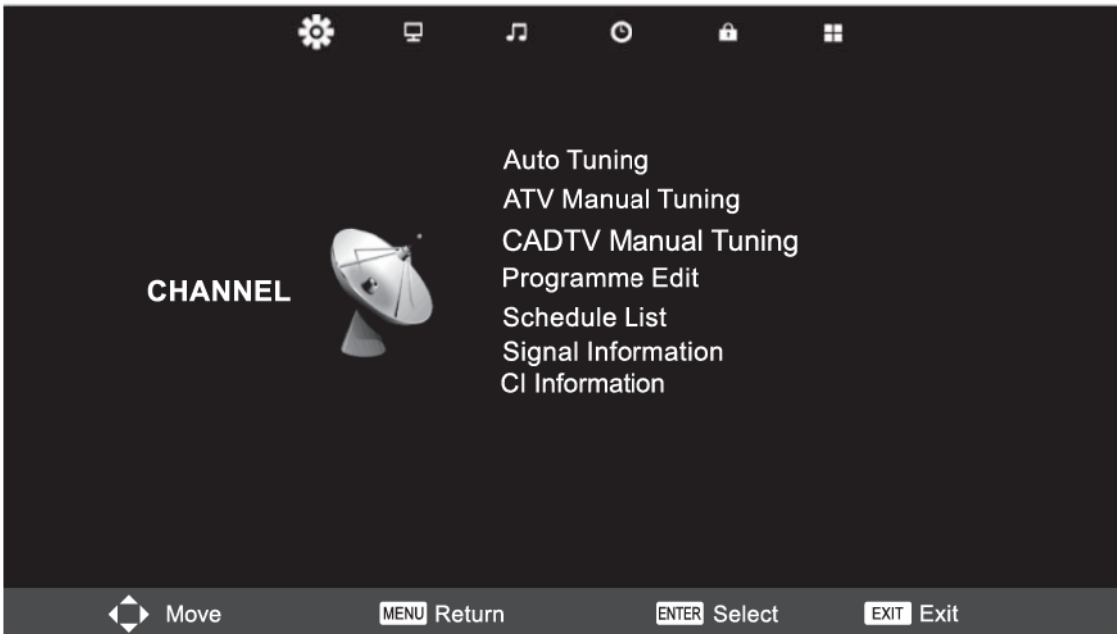 Auto Tuning
ATV Manual Tuning
CADTV Manual Tuning
CHANNEL
Programme Edit
Schedule List
Signal Information
CI Information
Move
MENU Return
ENTER Select
EXIT Exit